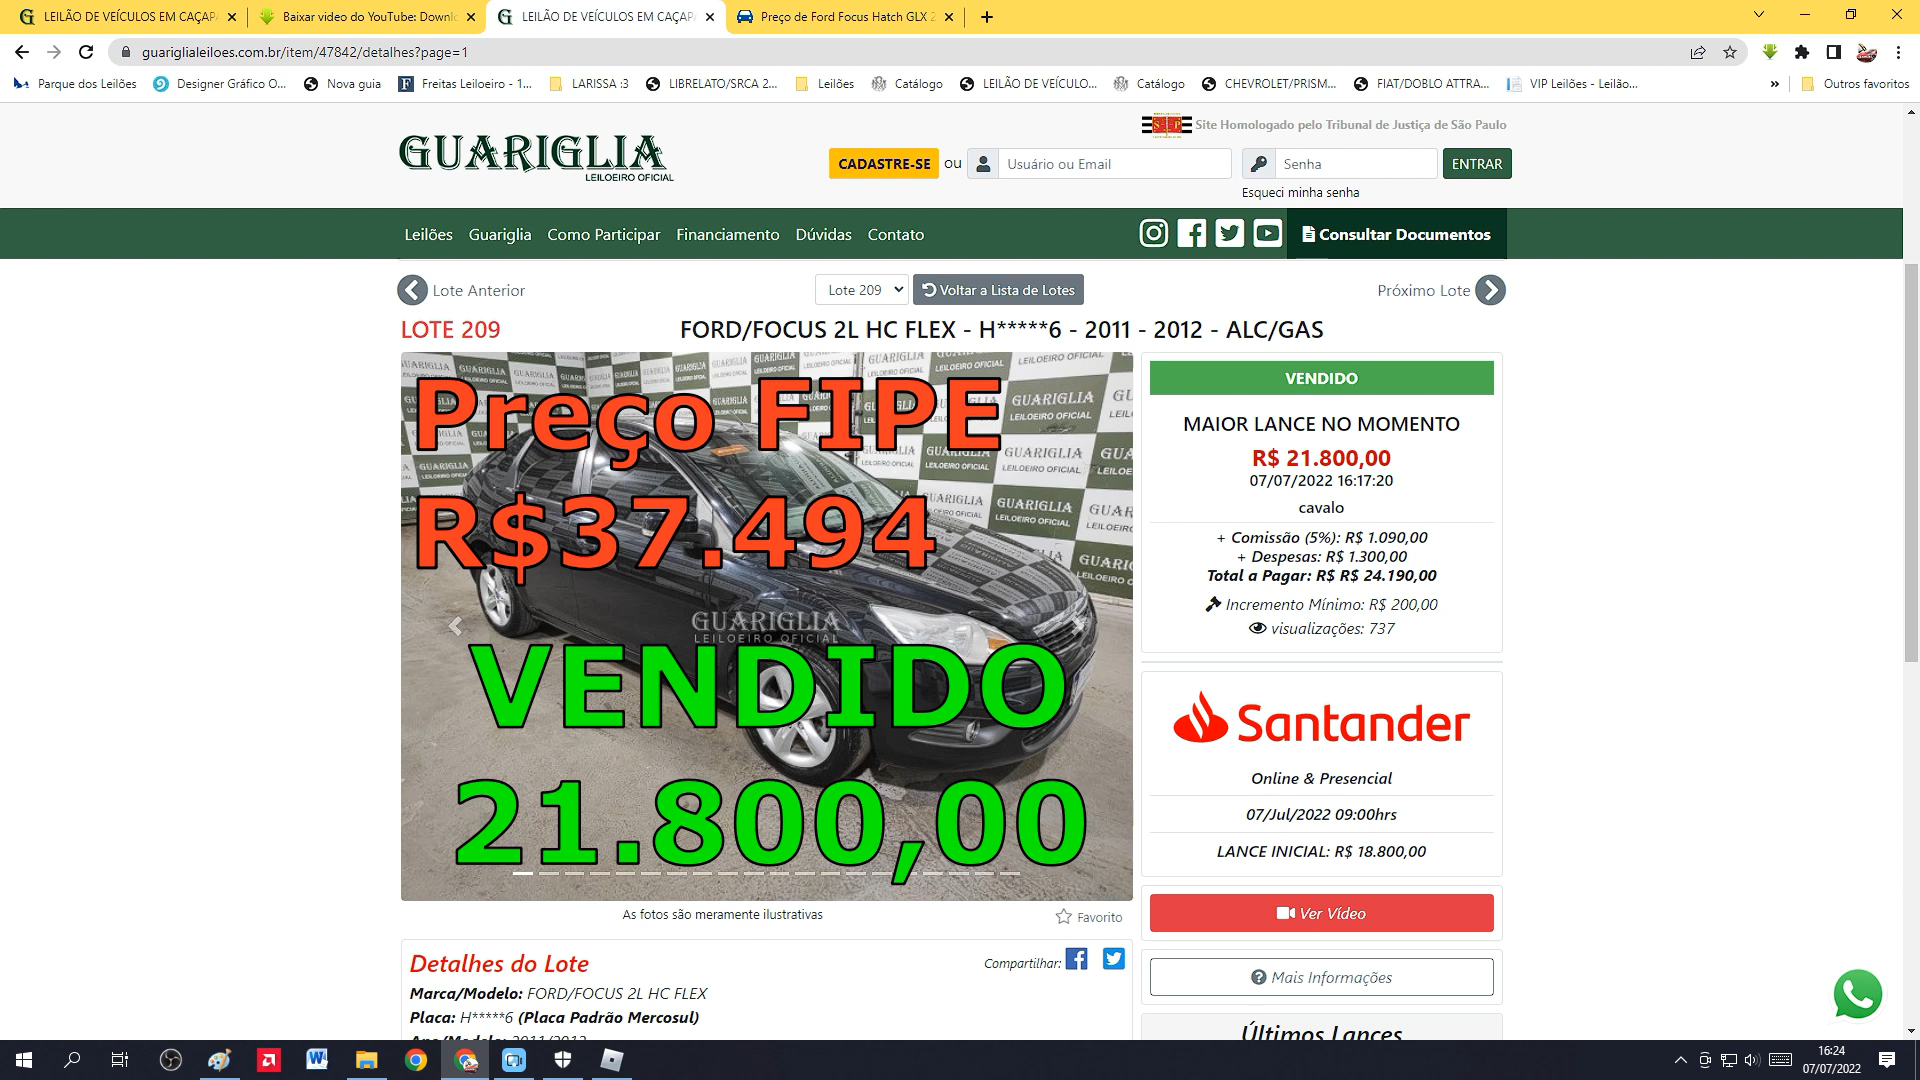 LEILÃO DE VEÍCULOS EM CAÇAP
Baixar video do YouTube: Downl
LEILÃO DE VEÍCULOS EM CAÇAP
Preço de Ford Focus Hatch GLX 2
guariglialeiloes.com.br/item/47842/detalhes?page=1
Parque dos Leilões
Designer Gráfico O...
Nova guia
Freitas Leiloeiro - 1...
LARISSA :3
LIBRELATO/SRCA 2...
Leilões
Catálogo
LEILÃO DE VEÍCULO...
Catálogo
CHEVROLET/PRISM...
FIAT/DOBLO ATTRA...
VIP Leilões - Leilão...
»
Outros favoritos
GUARIGLIA
LEILOEIRO OFICIAL
Site Homologado pelo Tribunal de Justiça de São Paulo
CADASTRE-SE ou Usuário ou Email Senha ENTRAR
Esqueci minha senha
Leilões Guariglia Como Participar Financiamento Dúvidas Contato Consultar Documentos
Lote Anterior Lote 209 Voltar a Lista de Lotes Próximo Lote
LOTE 209 FORD/FOCUS 2L HC FLEX - H*****6 - 2011 - 2012 - ALC/GAS
Preço FIPE
R$37.494
GUARIGLIA
LEILOEIRO OFICIAL
VENDIDO
21.800,00
As fotos são meramente ilustrativas
Favorito
VENDIDO
MAIOR LANCE NO MOMENTO
R$ 21.800,00
07/07/2022 16:17:20
cavalo
+ Comissão (5%): R$ 1.090,00
+ Despesas: R$ 1.300,00
Total a Pagar: R$ R$ 24.190,00
Incremento Mínimo: R$ 200,00
visualizações: 737
Santander
Online & Presencial
07/Jul/2022 09:00hrs
LANCE INICIAL: R$ 18.800,00
Ver Vídeo
Mais Informações
Últimos Lances
Detalhes do Lote
Compartilhar:
Marca/Modelo: FORD/FOCUS 2L HC FLEX
Placa: H*****6 (Placa Padrão Mercosul)
Ano/Modelo: 2011/2012
16:24
07/07/2022